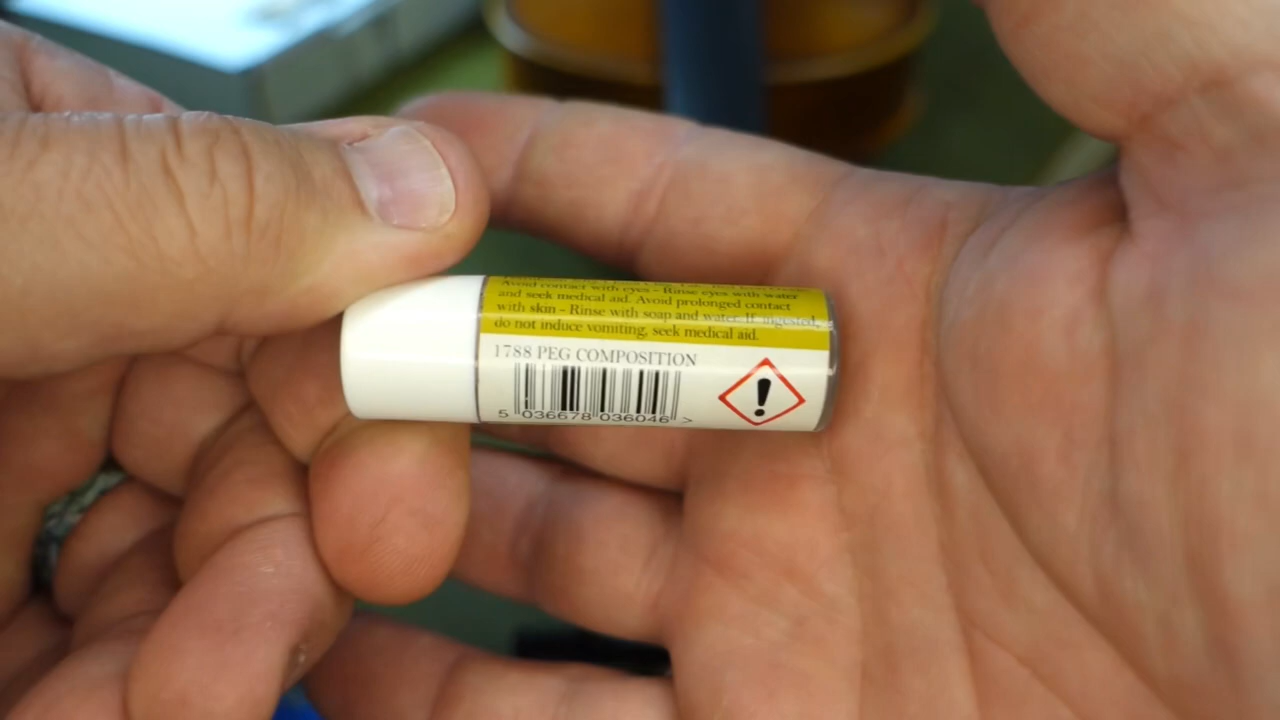 Avoid contact with eyes - Rinse eyes with water
and seek medical aid. Avoid prolonged contact
with skin - Rinse with soap and water. If ingested,
do not induce vomiting, seek medical aid.
1788 PEG COMPOSITION
5 036678 036046 >